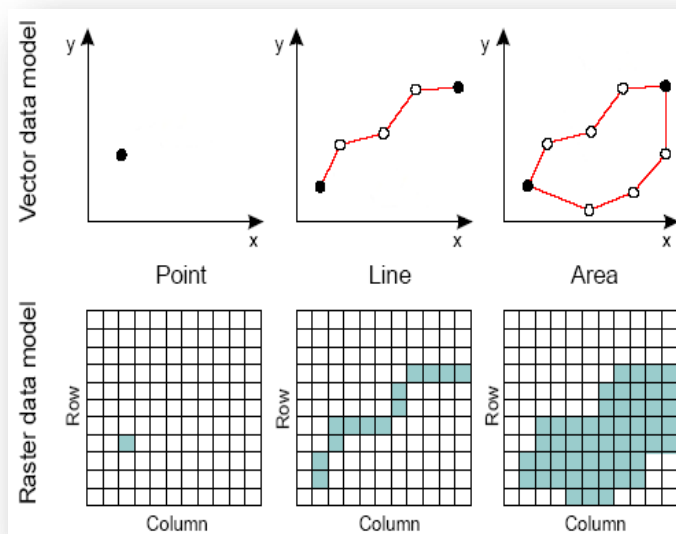 Vector data model
y
x
y
x
y
x
Point
Line
Area
Raster data model
Row
Column
Row
Column
Row
Column